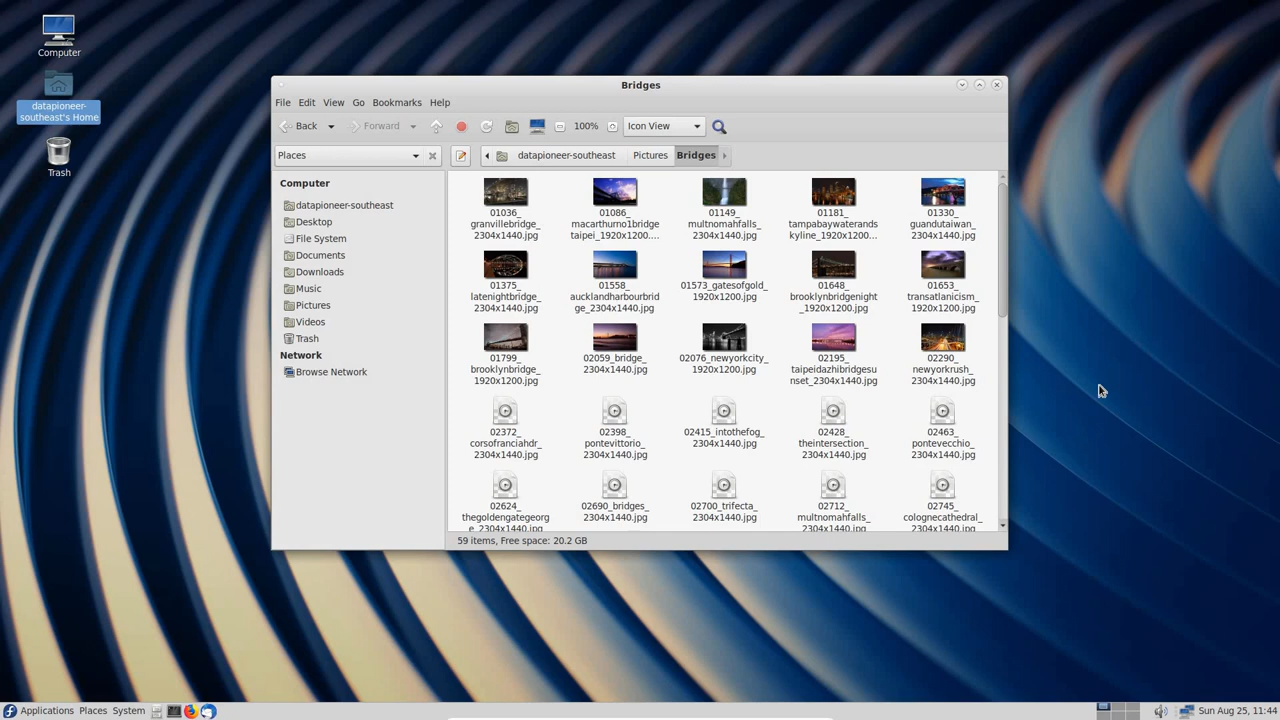 Computer
datapioneer-
southeast's Home
Trash
Bridges
File Edit View Go Bookmarks Help
Back Forward 100% Icon View
Places datapioneer-southeast Pictures Bridges
Computer
datapioneer-southeast
Desktop
File System
Documents
Downloads
Music
Pictures
Videos
Trash
Network
Browse Network
01036_
granvillebridge_
2304x1440.jpg
01086_
macarthurno1bridge
taipei_1920x1200....
01149_
multnomahfalls_
2304x1440.jpg
01181_
tampabaywaterands
kyline_1920x1200...
01330_
guandutaiwan_
2304x1440.jpg
01375_
latenightbridge_
2304x1440.jpg
01558_
aucklandharbourbrid
ge_2304x1440.jpg
01573_gatesofgold_
1920x1200.jpg
01648_
brooklynbridgenight
_1920x1200.jpg
01653_
transatlanicism_
1920x1200.jpg
01799_
brooklynbridge_
1920x1200.jpg
02059_bridge_
2304x1440.jpg
02076_newyorkcity_
1920x1200.jpg
02195_
taipeidazhibridgesu
nset_2304x1440.jpg
02290_
newyorkrush_
2304x1440.jpg
02372_
corsofranciahdr_
2304x1440.jpg
02398_
pontevittorio_
2304x1440.jpg
02415_intothefog_
2304x1440.jpg
02428_
theintersection_
2304x1440.jpg
02463_
pontevecchio_
2304x1440.jpg
02624_
thegoldengategeorg
e_2304x1440.jpg
02690_bridges_
2304x1440.jpg
02700_trifecta_
2304x1440.jpg
02712_
multnomahfalls_
2304x1440.jpg
02745_
colognecathedral_
2304x1440.jpg
59 items, Free space: 20.2 GB
Applications Places System Sun Aug 25, 11:44